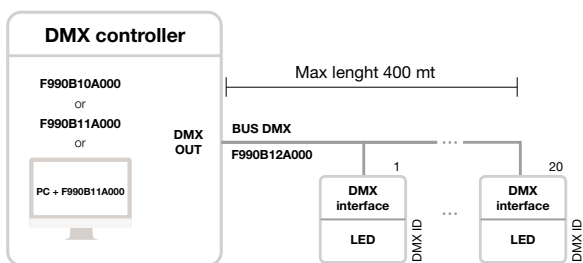 DMX controller
F990B10A000
or
F990B11A000
or
PC + F990B11A000
DMX
OUT
Max lenght 400 mt
BUS DMX
F990B12A000
...
1
20
DMX
interface
LED
DMX ID
...
DMX
interface
LED
DMX ID